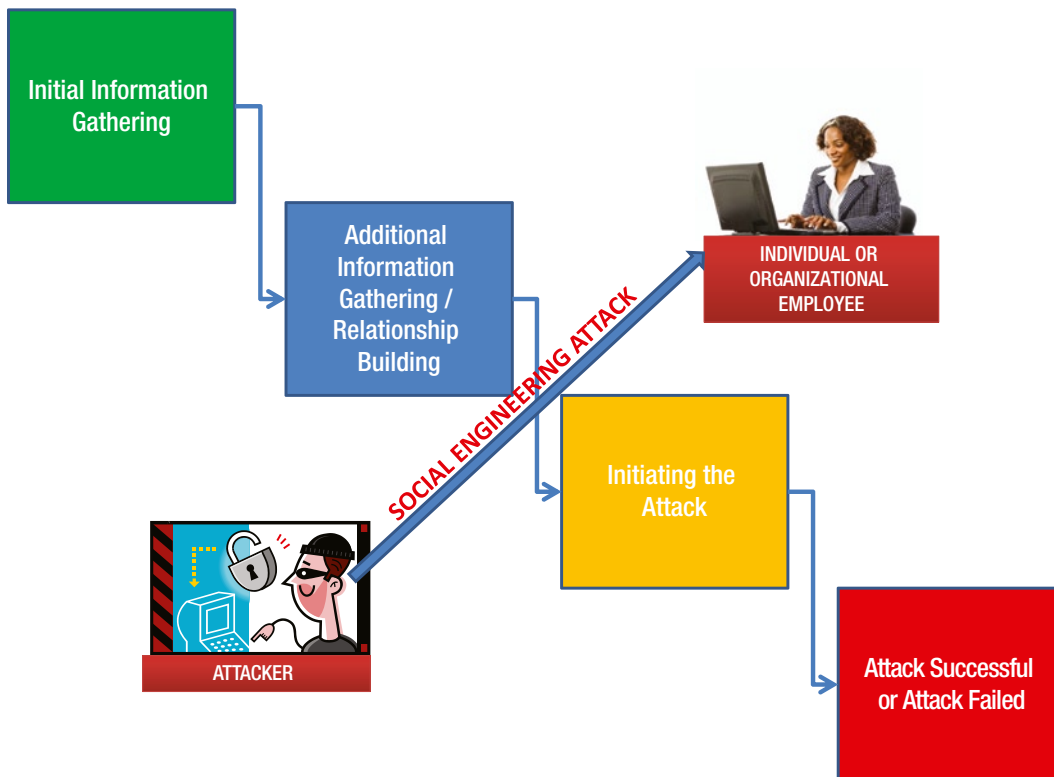 Initial Information
Gathering
Additional
Information
Gathering /
Relationship
Building
INDIVIDUAL OR
ORGANIZATIONAL
EMPLOYEE
SOCIAL ENGINEERING ATTACK
Initiating the
Attack
ATTACKER
Attack Successful
or Attack Failed